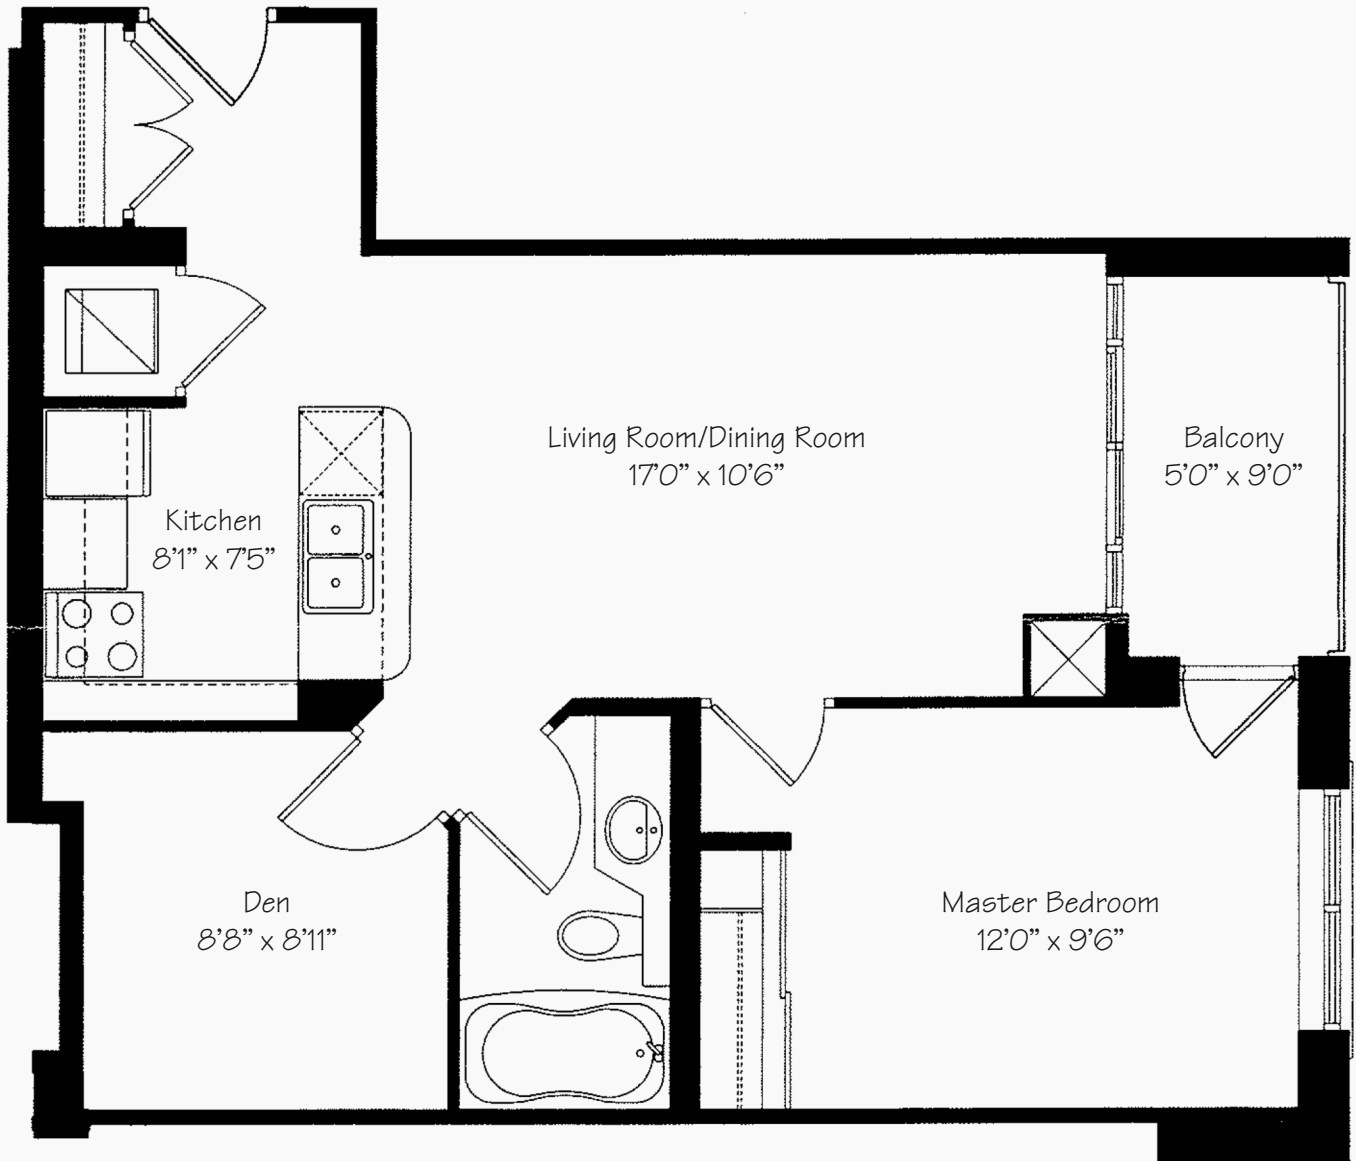 Living Room/Dining Room
17'0" x 10'6"
Balcony
5'0" x 9'0"
Kitchen
8'1" x 7'5"
Den
8'8" x 8'11"
Master Bedroom
12'0" x 9'6"